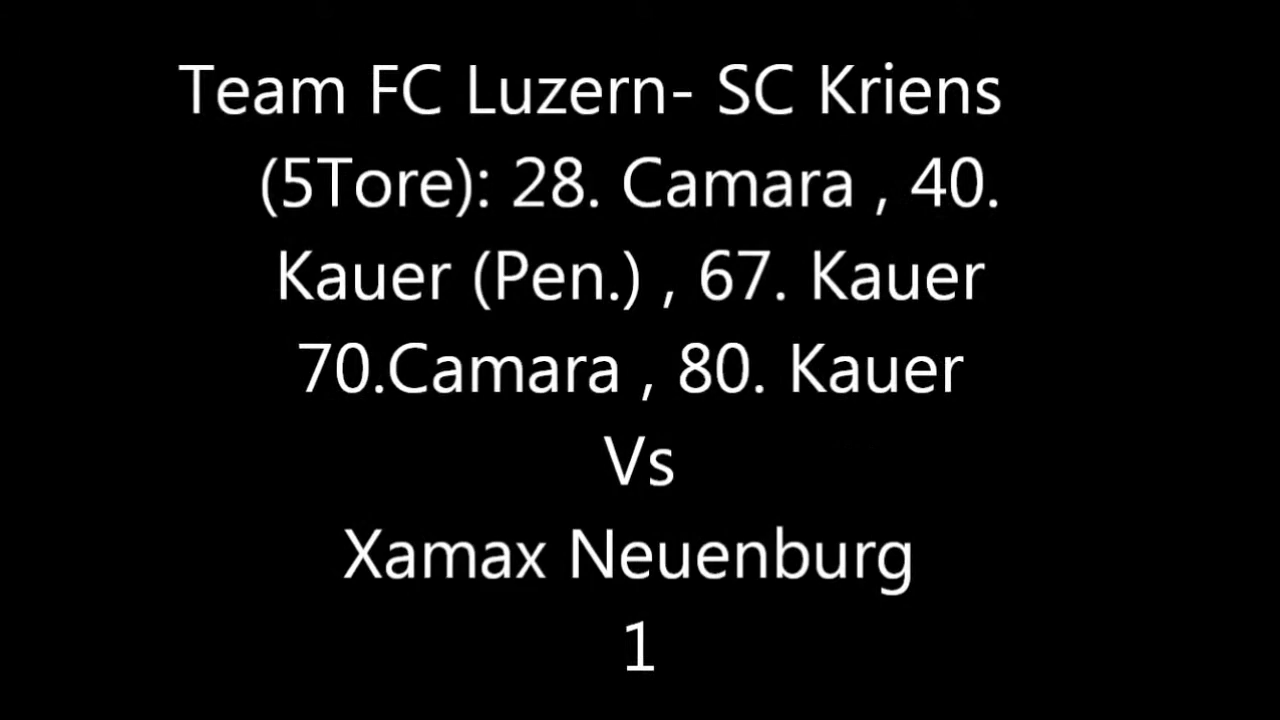 Team FC Luzern- SC Kriens
(5Tore): 28. Camara , 40.
Kauer (Pen.) , 67. Kauer
70.Camara , 80. Kauer
Vs
Xamax Neuenburg
1